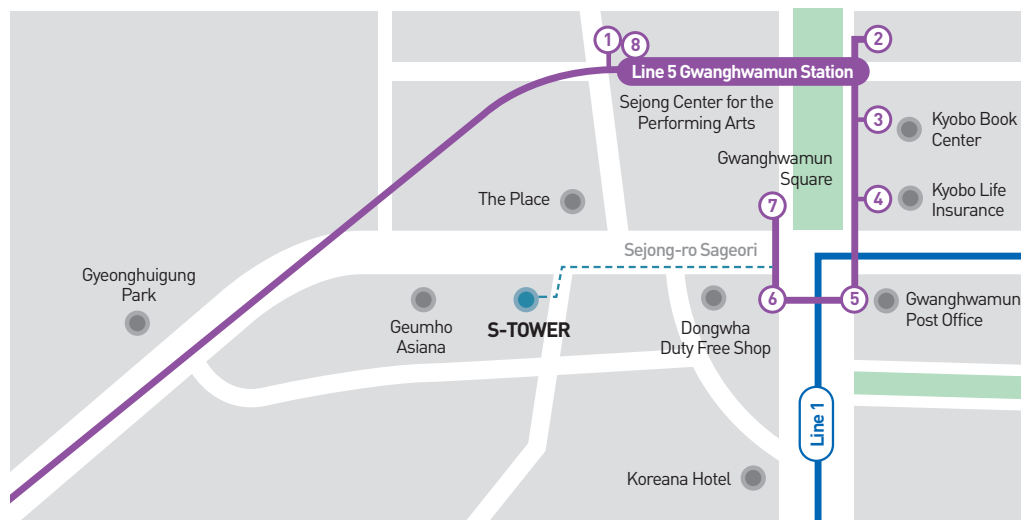 1
8
2
Line 5 Gwanghwamun Station
Sejong Center for the
Performing Arts
3
Kyobo Book
Center
Gwanghwamun
Square
The Place
7
4
Kyobo Life
Insurance
Sejong-ro Sageori
Gyeonghuigung
Park
Geumho
Asiana
S-TOWER
Dongwha
Duty Free Shop
6
5
Gwanghwamun
Post Office
Line 1
Koreana Hotel